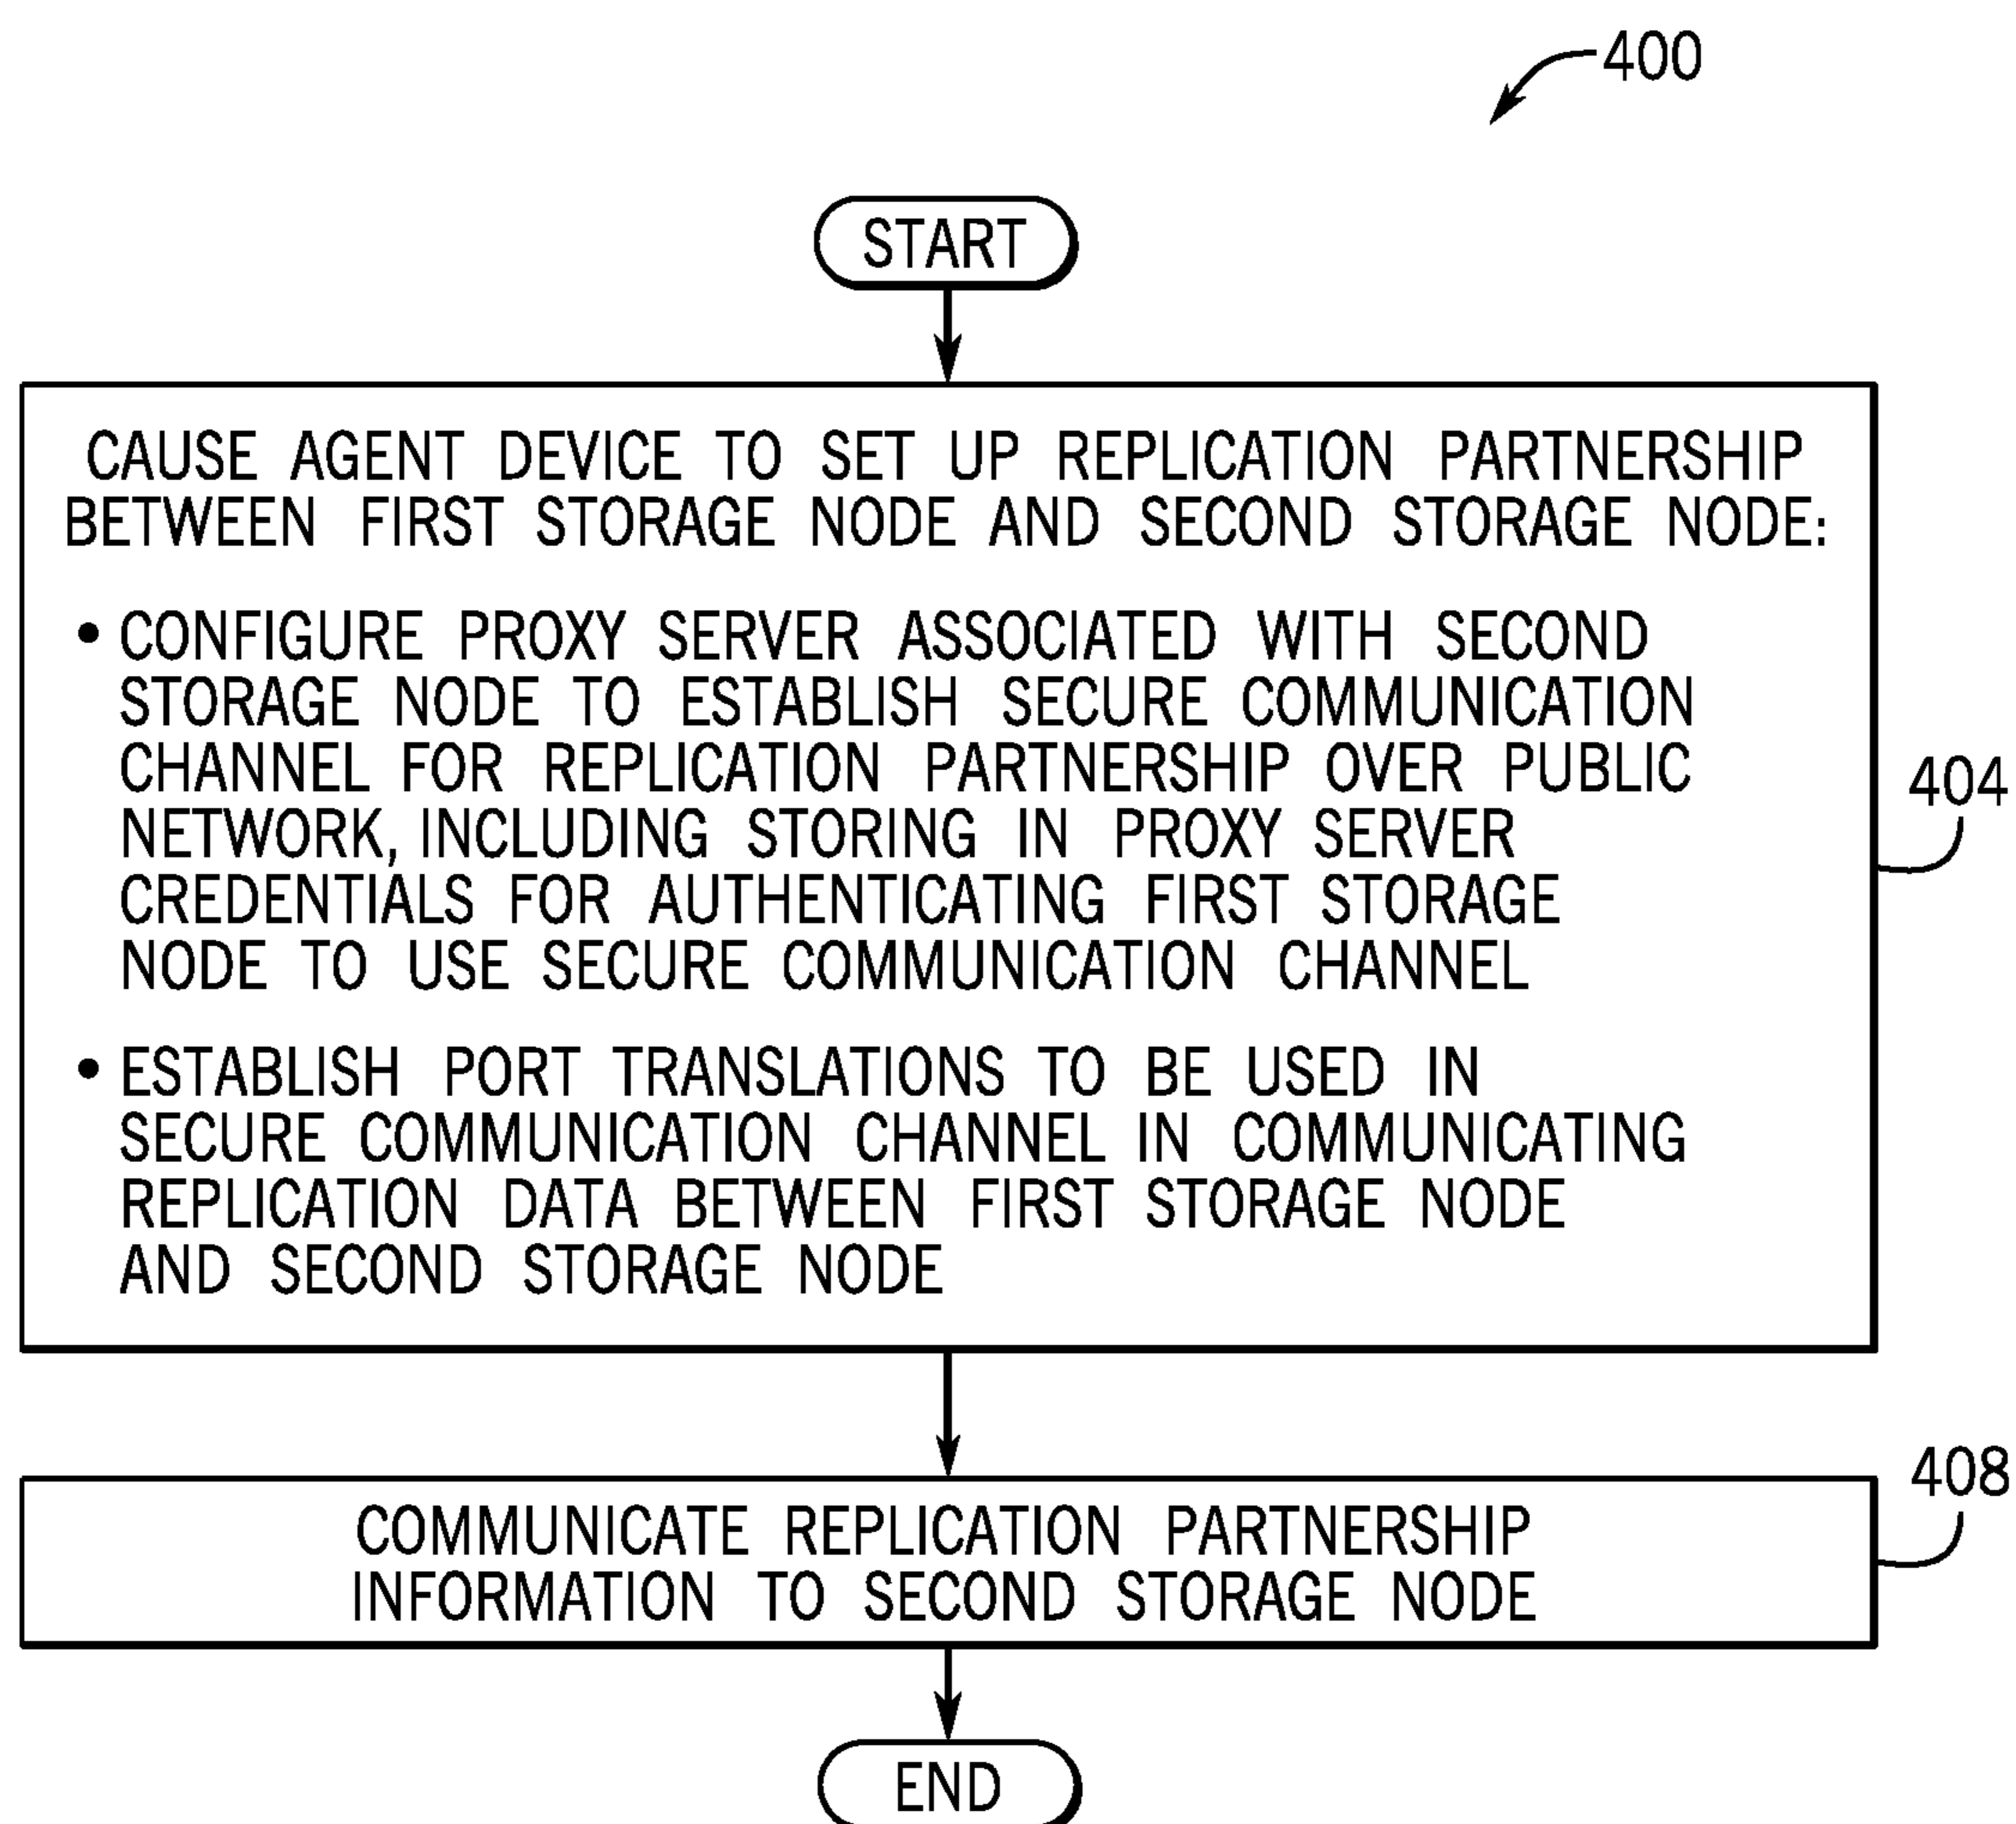 400
START
CAUSE AGENT DEVICE TO SET UP REPLICATION PARTNERSHIP
BETWEEN FIRST STORAGE NODE AND SECOND STORAGE NODE:
• CONFIGURE PROXY SERVER ASSOCIATED WITH SECOND
STORAGE NODE TO ESTABLISH SECURE COMMUNICATION
CHANNEL FOR REPLICATION PARTNERSHIP OVER PUBLIC
NETWORK, INCLUDING STORING IN PROXY SERVER
CREDENTIALS FOR AUTHENTICATING FIRST STORAGE
NODE TO USE SECURE COMMUNICATION CHANNEL
• ESTABLISH PORT TRANSLATIONS TO BE USED IN
SECURE COMMUNICATION CHANNEL IN COMMUNICATING
REPLICATION DATA BETWEEN FIRST STORAGE NODE
AND SECOND STORAGE NODE
404
COMMUNICATE REPLICATION PARTNERSHIP
INFORMATION TO SECOND STORAGE NODE
408
END